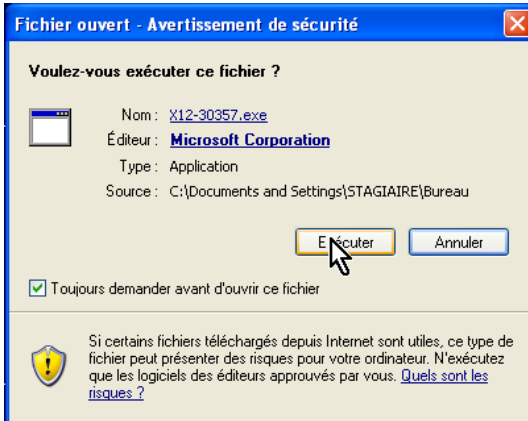 Fichier ouvert - Avertissement de sécurité
Voulez-vous exécuter ce fichier ?
Nom : X12-30357.exe
Éditeur : Microsoft Corporation
Type : Application
Source : C:\Documents and Settings\STAGIAIRE\Bureau
Exécuter Annuler
Toujours demander avant d'ouvrir ce fichier
Si certains fichiers téléchargés depuis Internet sont utiles, ce type de
fichier peut présenter des risques pour votre ordinateur. N'exécutez
que les logiciels des éditeurs approuvés par vous. Quels sont les
risques ?